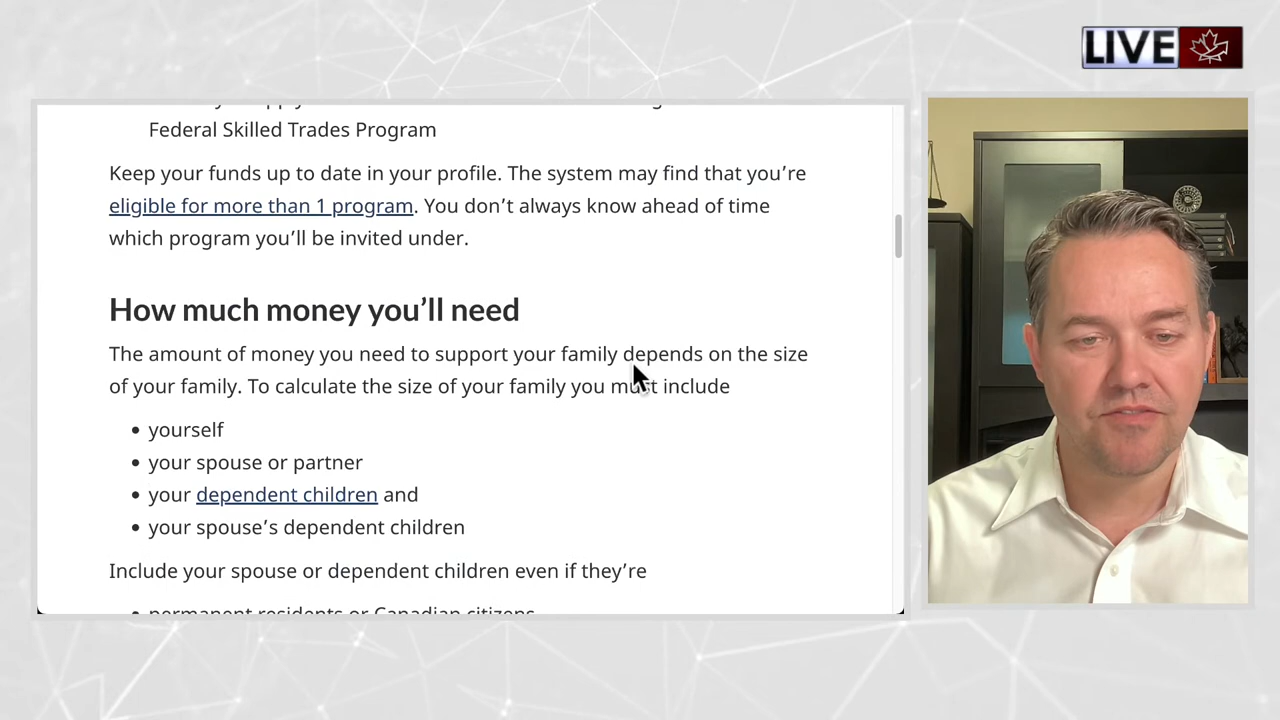 LIVE
Federal Skilled Trades Program
Keep your funds up to date in your profile. The system may find that you’re
eligible for more than 1 program. You don’t always know ahead of time
which program you’ll be invited under.
How much money you’ll need
The amount of money you need to support your family depends on the size
of your family. To calculate the size of your family you must include
• yourself
• your spouse or partner
• your dependent children and
• your spouse’s dependent children
Include your spouse or dependent children even if they’re
• permanent residents or Canadian citizens